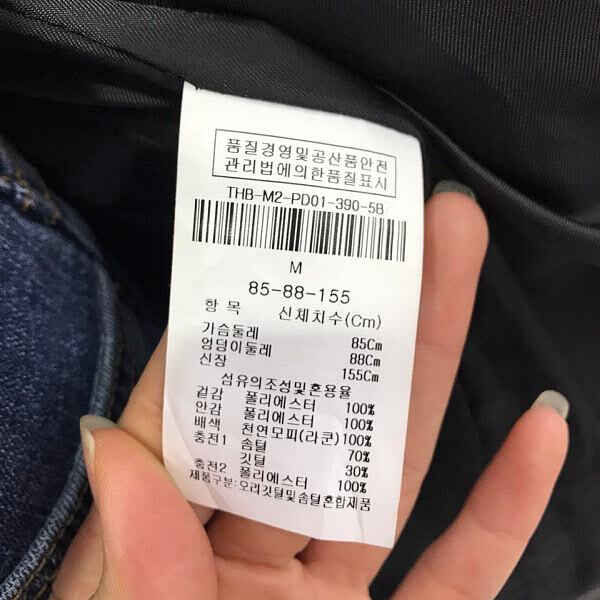 품질경영및공산품안전
관리법에의한품질표시
THB-M2-PD01-390-5B
M
85-88-155
항 목 신체치수(Cm)
가슴둘레 85Cm
엉덩이둘레 88Cm
신장 155Cm
섬유의조성및혼용율
겉감 폴리에스터 100%
안감 폴리에스터 100%
배색 천연모피(라쿤) 100%
충전1 솜털 70%
깃털 30%
충전2 폴리에스터 100%
제품구분:오리깃털및솜털혼합제품